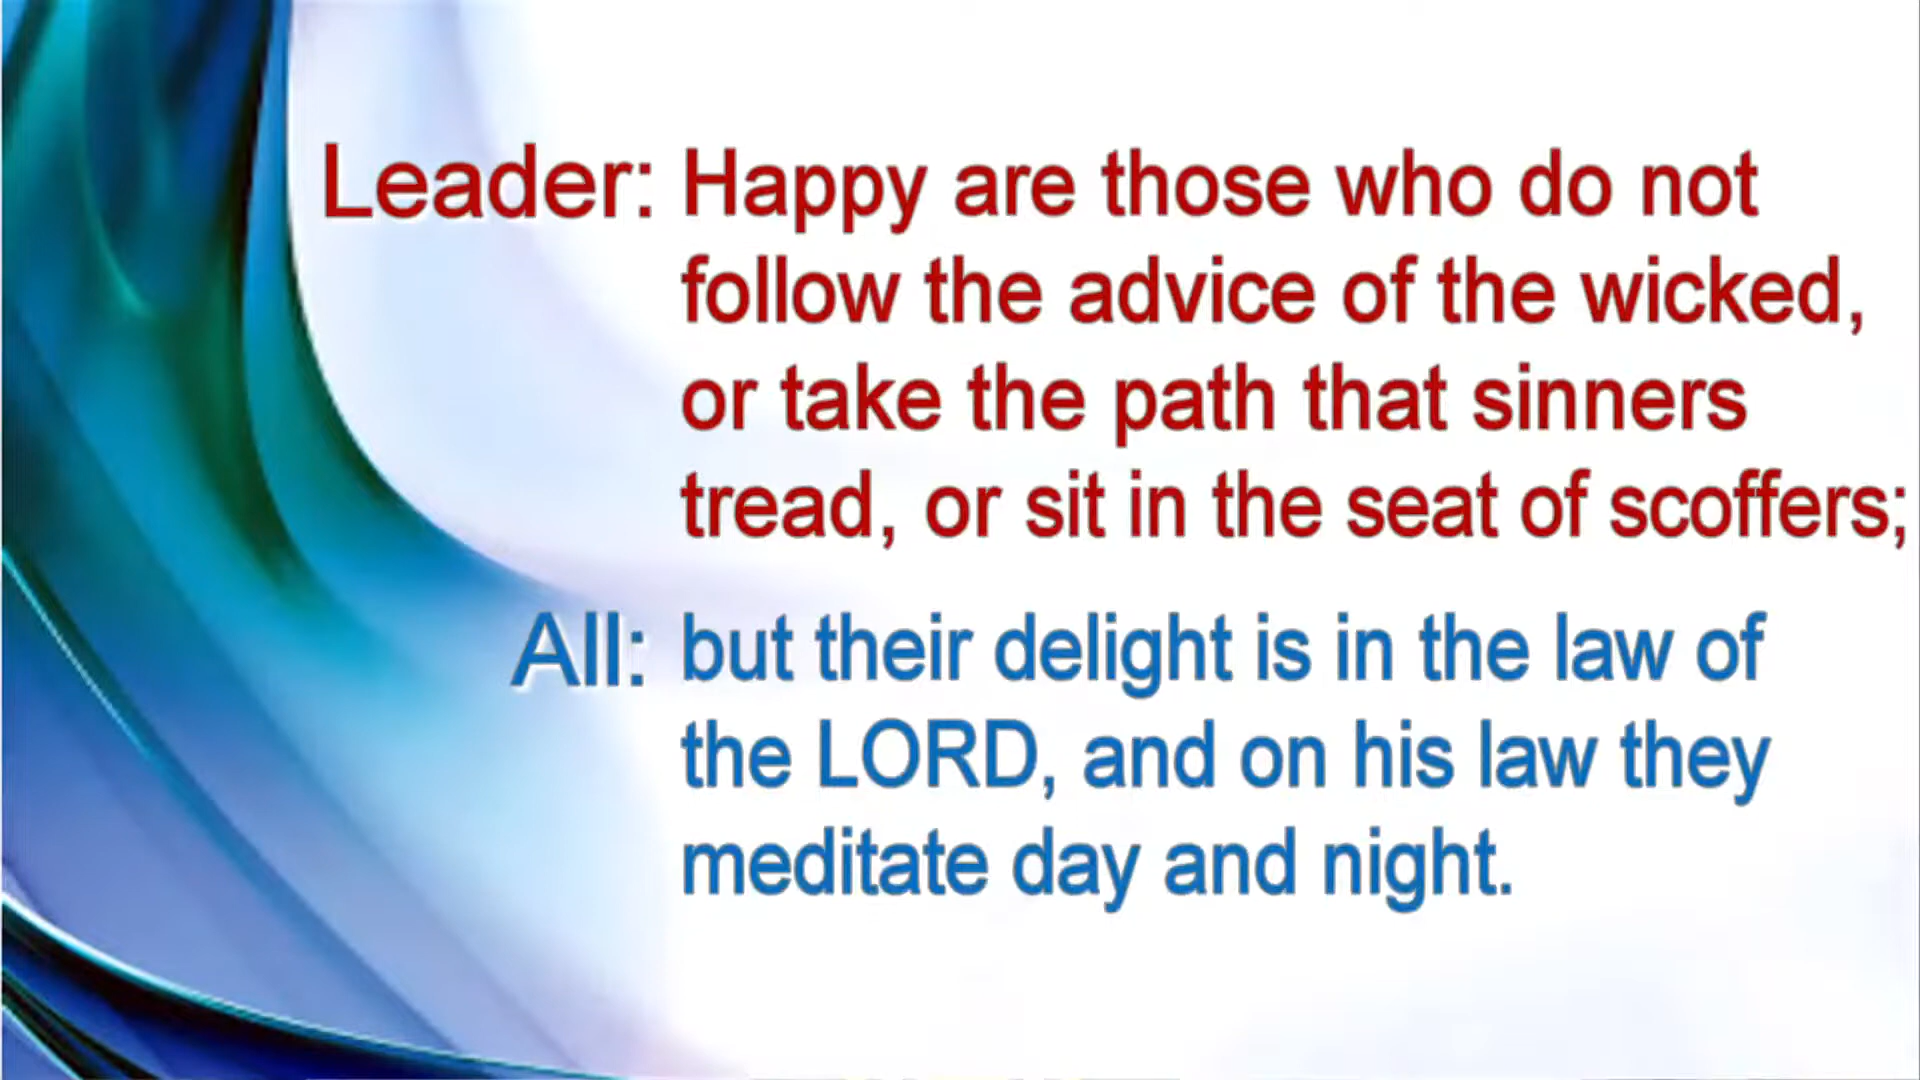 Leader: Happy are those who do not
follow the advice of the wicked,
or take the path that sinners
tread, or sit in the seat of scoffers;
All: but their delight is in the law of
the LORD, and on his law they
meditate day and night.